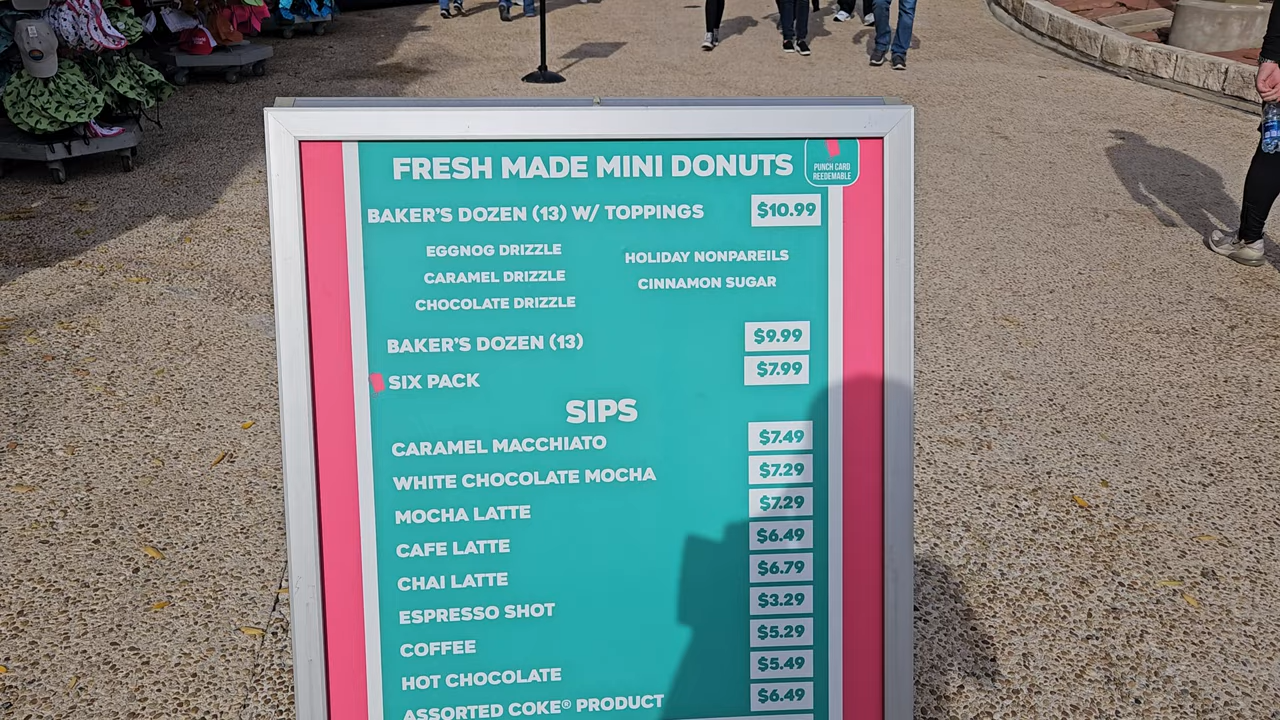 FRESH MADE MINI DONUTS
PUNCH CARD
REEDEMABLE
BAKER'S DOZEN (13) W/ TOPPINGS $10.99
EGGNOG DRIZZLE
CARAMEL DRIZZLE
CHOCOLATE DRIZZLE
HOLIDAY NONPAREILS
CINNAMON SUGAR
BAKER'S DOZEN (13) $9.99
SIX PACK $7.99
SIPS
CARAMEL MACCHIATO $7.49
WHITE CHOCOLATE MOCHA $7.29
MOCHA LATTE $7.29
CAFE LATTE $6.49
CHAI LATTE $6.79
ESPRESSO SHOT $3.29
COFFEE $5.29
HOT CHOCOLATE $5.49
ASSORTED COKE® PRODUCT $6.49